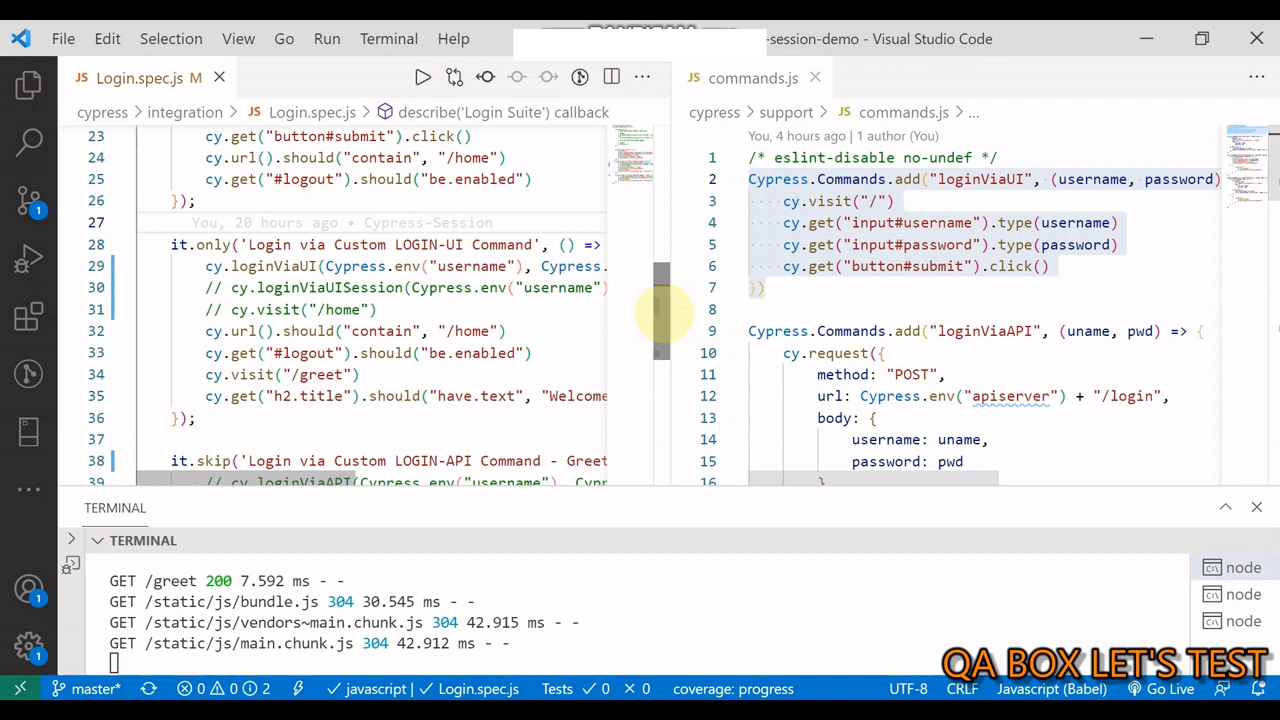 File Edit Selection View Go Run Terminal Help -session-demo - Visual Studio Code
JS Login.spec.js M
cypress > integration > JS Login.spec.js > describe('Login Suite') callback
23 cy.get("button#submit").click()
24 cy.url().should("contain", "/home")
25 cy.get("#logout").should("be.enabled")
26 });
27 You, 20 hours ago • Cypress-Session
28 it.only('Login via Custom LOGIN-UI Command', () =>
29 cy.loginViaUI(Cypress.env("username"), Cypress.
30 // cy.loginViaUISession(Cypress.env("username")
31 // cy.visit("/home")
32 cy.url().should("contain", "/home")
33 cy.get("#logout").should("be.enabled")
34 cy.visit("/greet")
35 cy.get("h2.title").should("have.text", "Welcome
36 });
37
38 it.skip('Login via Custom LOGIN-API Command - Greet
39 // cy.loginViaAPI(Cypress.env("username"), Cypress
JS commands.js
cypress > support > JS commands.js > ...
You, 4 hours ago | 1 author (You)
1 /* eslint-disable no-undef */
2 Cypress.Commands.add("loginViaUI", (username, password)
3 cy.visit("/")
4 cy.get("input#username").type(username)
5 cy.get("input#password").type(password)
6 cy.get("button#submit").click()
7 })
8
9 Cypress.Commands.add("loginViaAPI", (uname, pwd) => {
10 cy.request({
11 method: "POST",
12 url: Cypress.env("apiserver") + "/login",
13 body: {
14 username: uname,
15 password: pwd
16 }
TERMINAL
TERMINAL
GET /greet 200 7.592 ms - -
GET /static/js/bundle.js 304 30.545 ms - -
GET /static/js/vendors~main.chunk.js 304 42.915 ms - -
GET /static/js/main.chunk.js 304 42.912 ms - -
node
node
node
1
1
1
QA BOX LET'S TEST
master* 0 0 2 javascript | Login.spec.js Tests 0 0 coverage: progress UTF-8 CRLF Javascript (Babel) Go Live